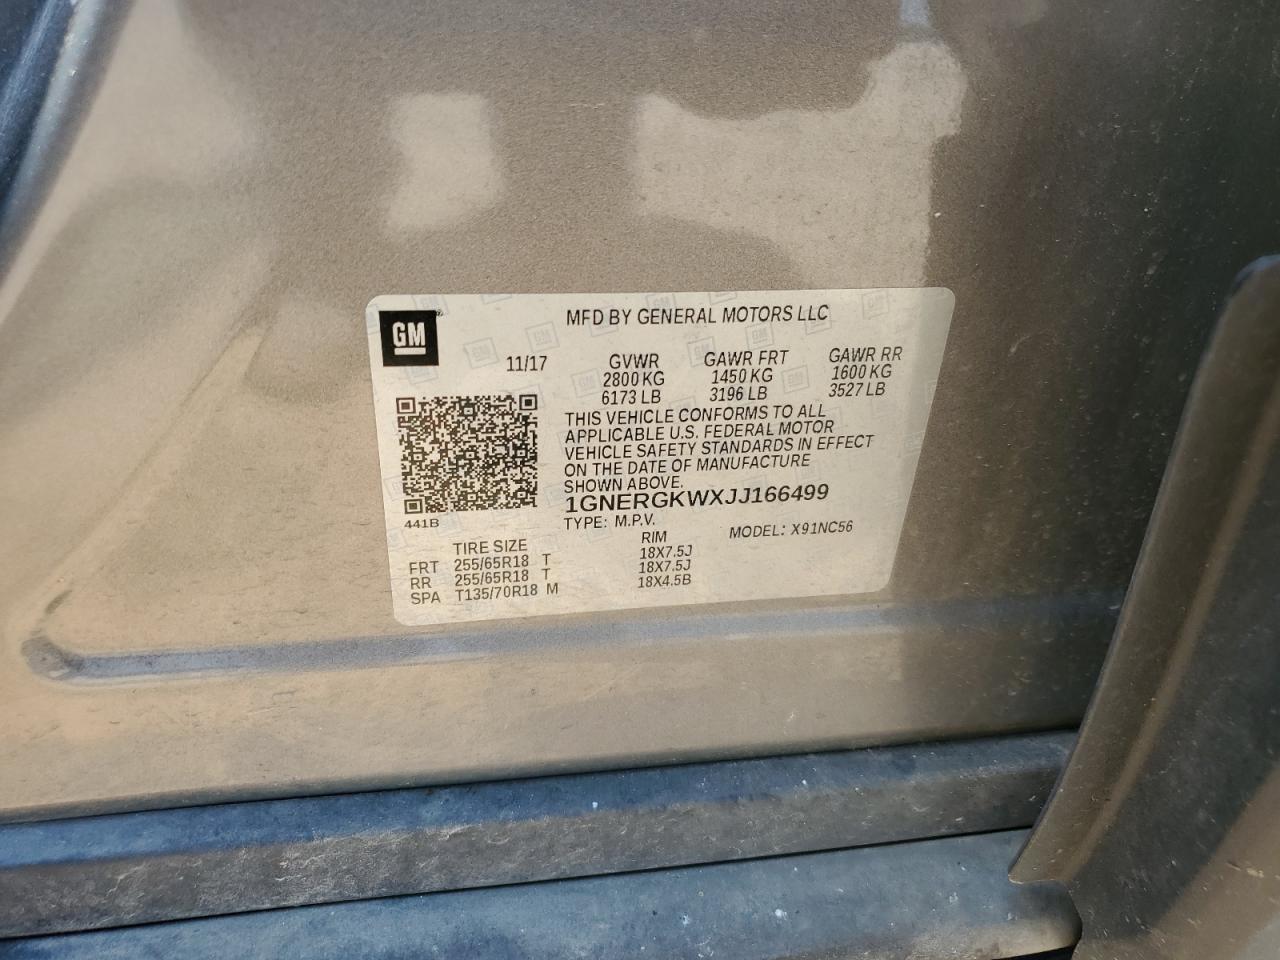 GM
MFD BY GENERAL MOTORS LLC
11/17
GVWR GAWR FRT GAWR RR
2800 KG 1450 KG 1600 KG
6173 LB 3196 LB 3527 LB
THIS VEHICLE CONFORMS TO ALL
APPLICABLE U.S. FEDERAL MOTOR
VEHICLE SAFETY STANDARDS IN EFFECT
ON THE DATE OF MANUFACTURE
SHOWN ABOVE.
1GNERGKWXJJ166499
441B
TYPE: M.P.V. MODEL: X91NC56
TIRE SIZE RIM
FRT 255/65R18 T 18X7.5J
RR 255/65R18 T 18X7.5J
SPA T135/70R18 M 18X4.5B